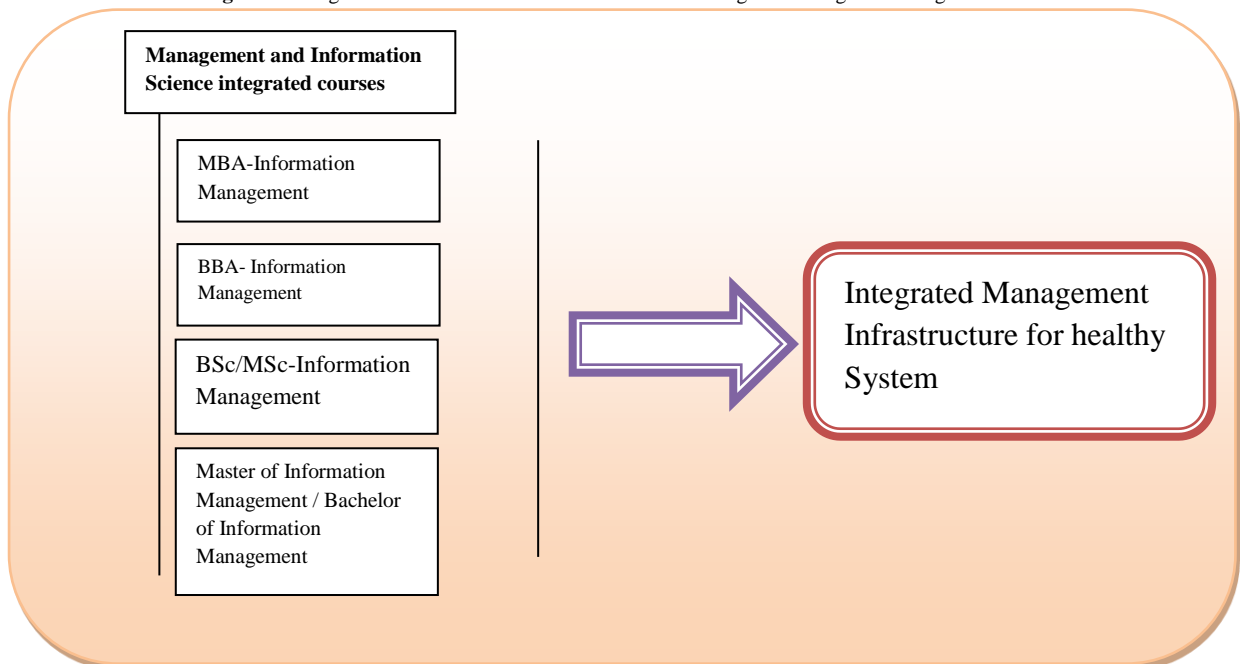 Management and Information
Science integrated courses
MBA-Information
Management
BBA- Information
Management
BSc/MSc-Information
Management
Master of Information
Management / Bachelor
of Information
Management
Integrated Management
Infrastructure for healthy
System